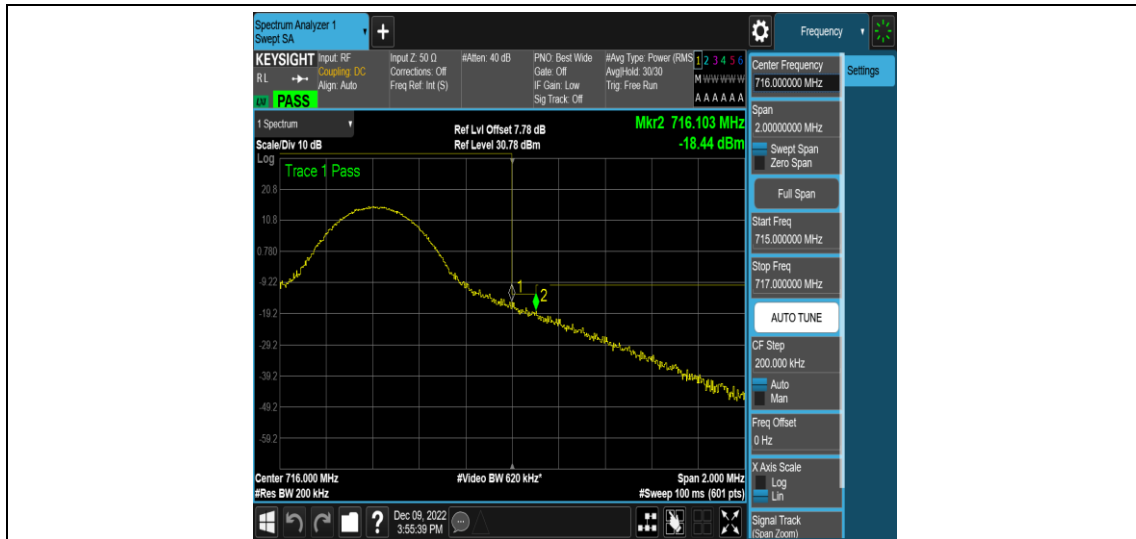 Spectrum Analyzer 1
Swept SA
+
Frequency
KEYSIGHT
RL
Align: Auto
LXI PASS
Input: RF
Coupling: DC
Input Z: 50 Ω
Corrections: Off
Freq Ref: Int (S)
#Atten: 40 dB
PNO: Best Wide
Gate: Off
IF Gain: Low
Sig Track: Off
#Avg Type: Power (RMS
Avg|Hold: 30/30
Trig: Free Run
1 2 3 4 5 6
M W W W W W
A A A A A A
1 Spectrum
Scale/Div 10 dB
Ref Lvl Offset 7.78 dB
Ref Level 30.78 dBm
Mkr2 716.103 MHz
-18.44 dBm
Log
Trace 1 Pass
20.8
10.8
0.780
-9.22
-19.2
-29.2
-39.2
-49.2
-59.2
1
2
Center 716.000 MHz
#Res BW 200 kHz
#Video BW 620 kHz*
Span 2.000 MHz
#Sweep 100 ms (601 pts)
Center Frequency
716.000000 MHz
Settings
Span
2.00000000 MHz
Swept Span
Zero Span
Full Span
Start Freq
715.000000 MHz
Stop Freq
717.000000 MHz
AUTO TUNE
CF Step
200.000 kHz
Auto
Man
Freq Offset
0 Hz
X Axis Scale
Log
Lin
Signal Track
(Span Zoom)
?
Dec 09, 2022
3:55:39 PM